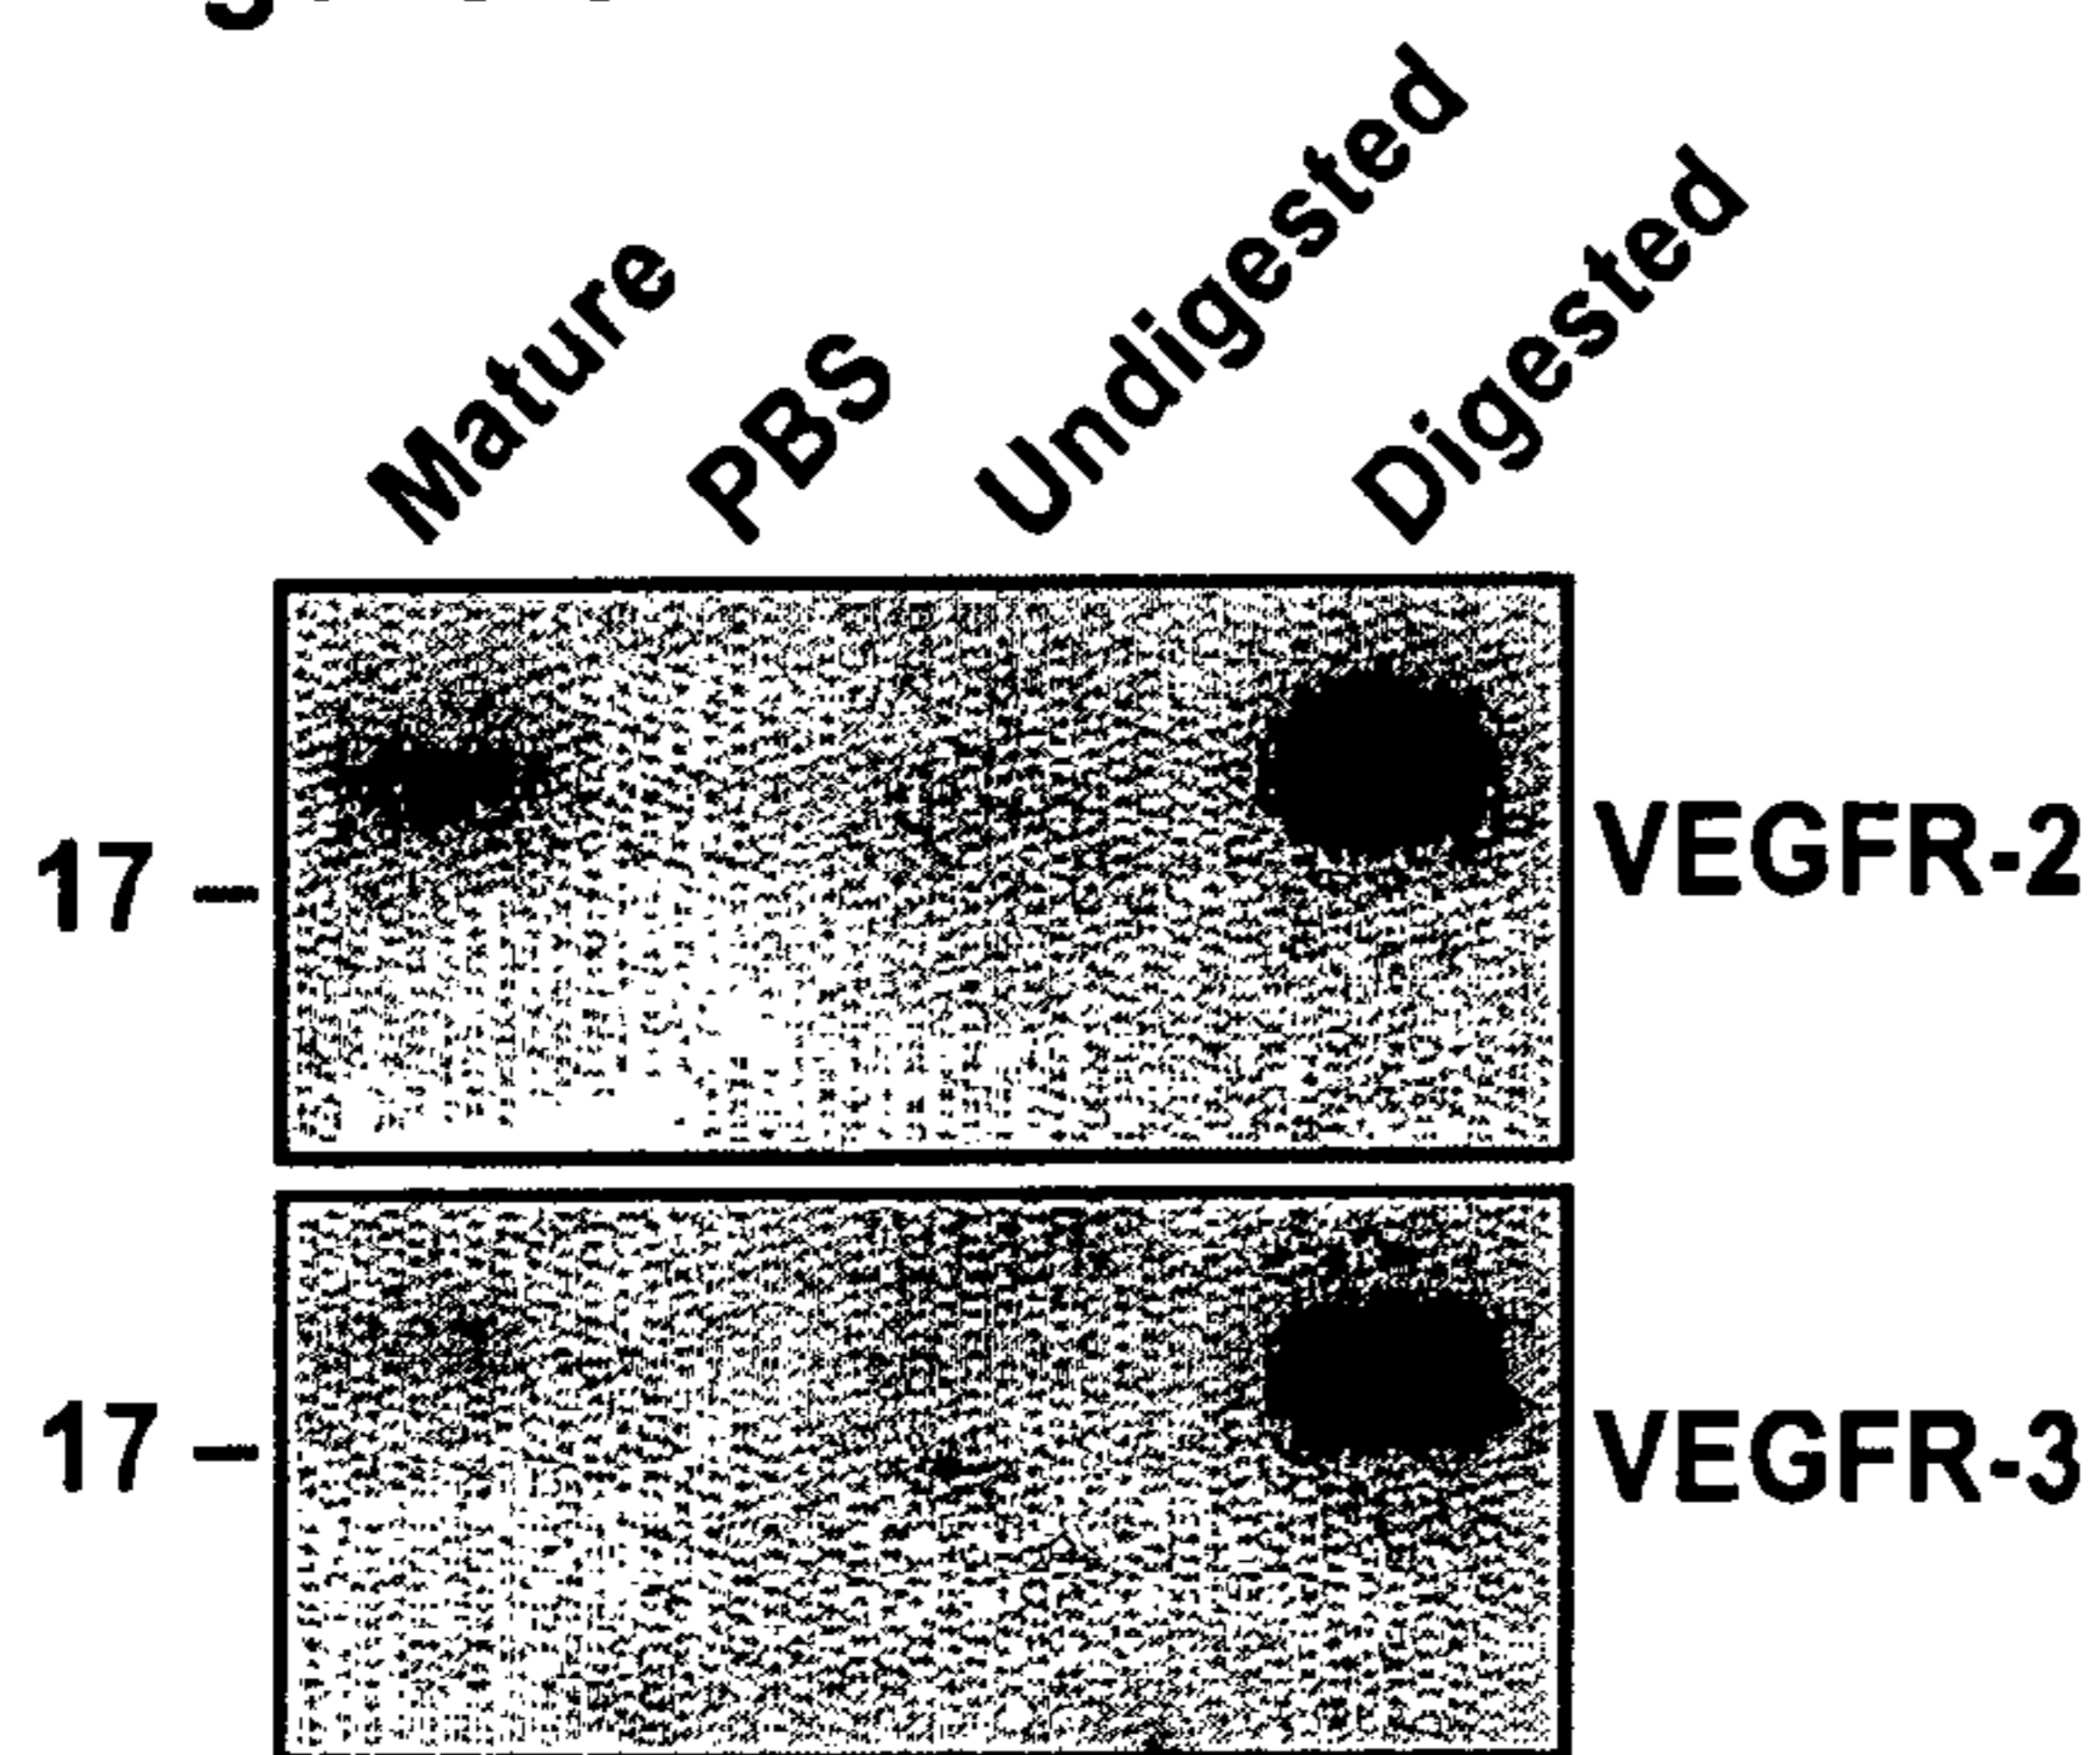 Mature
PBS
Undigested
Digested
17 –
VEGFR-2
17 –
VEGFR-3